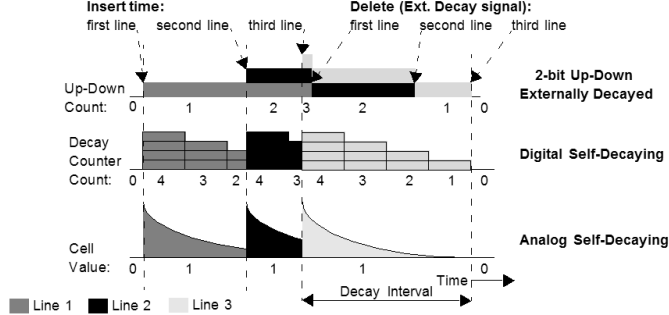 Insert time:
Delete (Ext. Decay signal):
first line
second line
third line
first line
second line
third line
Up-Down
Count:
0
1
2
3
2
1
0
2-bit Up-Down
Externally Decayed
Decay
Counter
Count:
0
4
3
2
4
3
4
3
2
1
0
Digital Self-Decaying
Cell
Value:
0
1
1
1
0
Analog Self-Decaying
Time
Decay Interval
Line 1
Line 2
Line 3